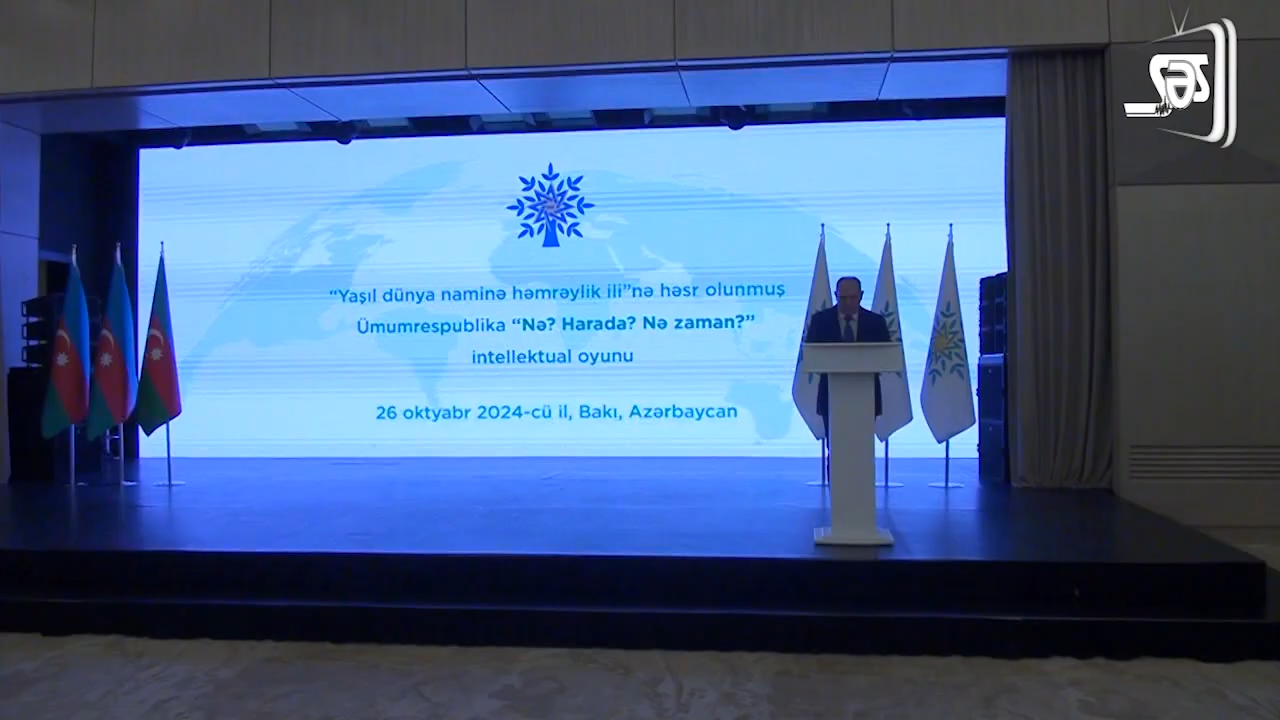 səs
“Yaşıl dünya naminə həmrəylik ili”nə həsr olunmuş
Ümumrespublika “Nə? Harada? Nə zaman?”
intellektual oyunu
26 oktyabr 2024-cü il, Bakı, Azərbaycan